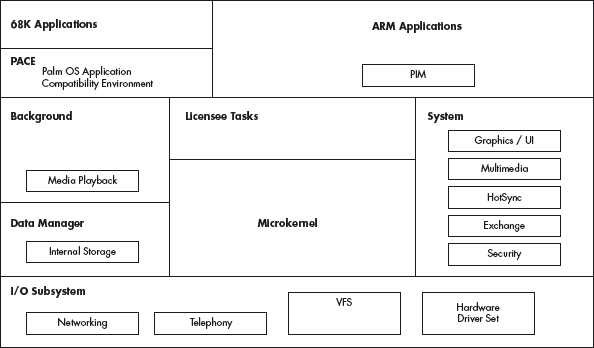 68K Applications
ARM Applications
PACE
Palm OS Application
Compatibility Environment
PIM
Background
Licensee Tasks
System
Graphics / UI
Media Playback
Multimedia
HotSync
Data Manager
Microkernel
Exchange
Internal Storage
Security
I/O Subsystem
Networking
Telephony
VFS
Hardware
Driver Set